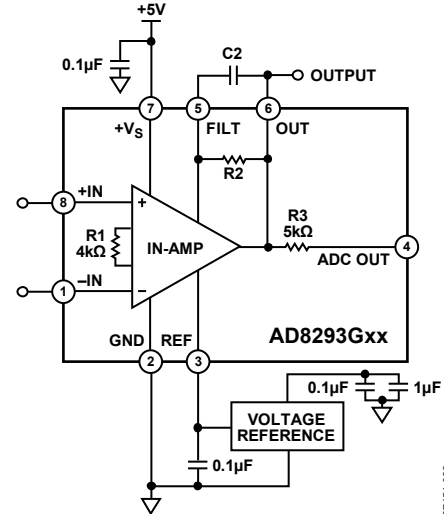 +5V
0.1µF
C2
OUTPUT
7
5
6
+VS
FILT
OUT
R2
8
+IN
+
R1
4kΩ
IN-AMP
R3
5kΩ
4
ADC OUT
1
–IN
–
GND
REF
AD8293Gxx
2
3
0.1µF
1µF
VOLTAGE
REFERENCE
0.1µF